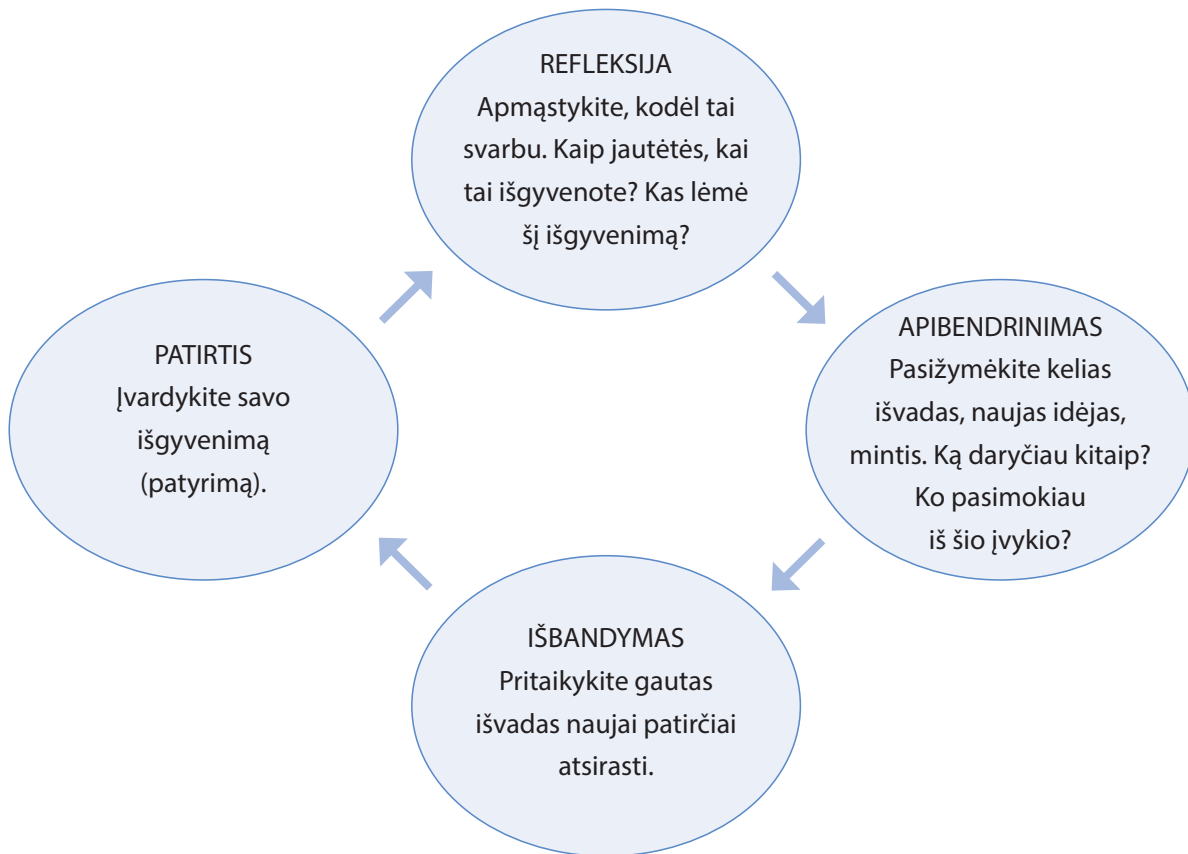 REFLEKSIJA
Apmąstykite, kodėl tai
svarbu. Kaip jautėtės, kai
tai išgyvenote? Kas lėmė
šį išgyvenimą?
PATIRTIS
Įvardykite savo
išgyvenimą
(patyrimą).
APIBENDRINIMAS
Pasižymėkite kelias
išvadas, naujas idėjas,
mintis. Ką daryčiau kitaip?
Ko pasimokiau
iš šio įvykio?
IŠBANDYMAS
Pritaikykite gautas
išvadas naujai patirčiai
atsirasti.